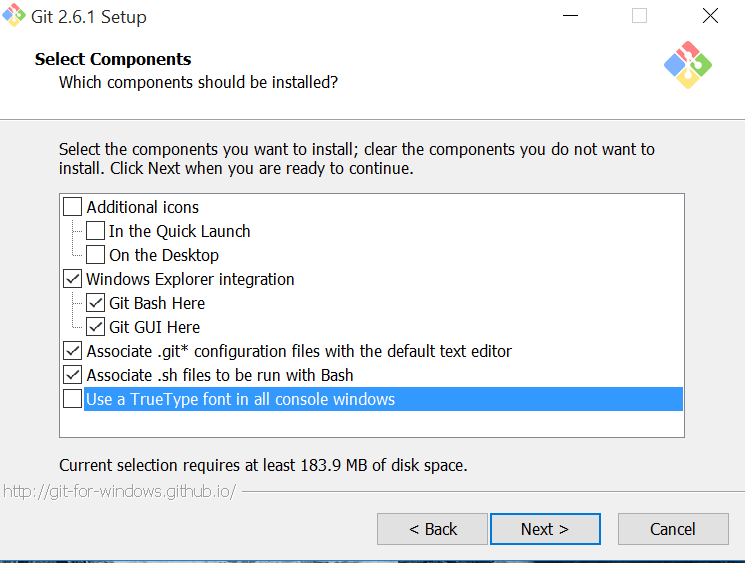 Git 2.6.1 Setup
Select Components
Which components should be installed?
Select the components you want to install; clear the components you do not want to
install. Click Next when you are ready to continue.
Additional icons
In the Quick Launch
On the Desktop
Windows Explorer integration
Git Bash Here
Git GUI Here
Associate .git* configuration files with the default text editor
Associate .sh files to be run with Bash
Use a TrueType font in all console windows
Current selection requires at least 183.9 MB of disk space.
http://git-for-windows.github.io/
< Back
Next >
Cancel